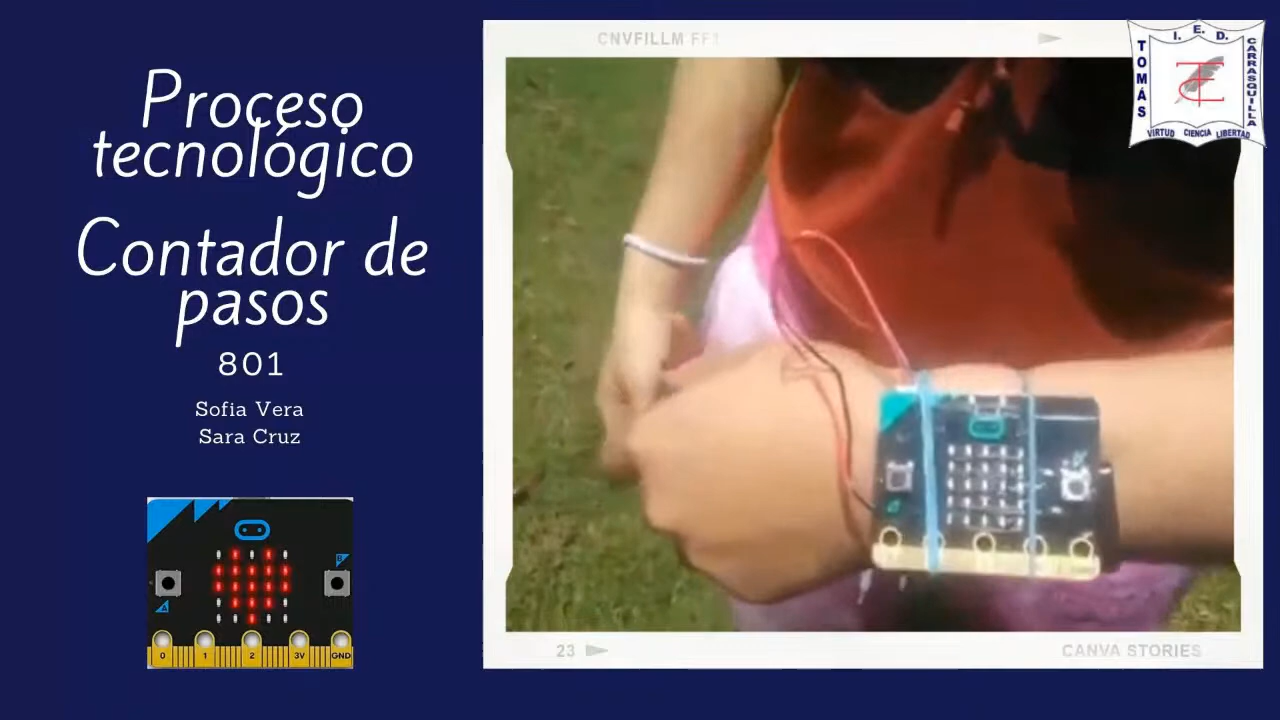 Proceso
tecnológico
Contador de
pasos
801
Sofia Vera
Sara Cruz
A
B
0 1 2 3V GND
CNVFILLM FF1
I. E. D.
TOMÁS
CARRASQUILLA
TC
VIRTUD CIENCIA LIBERTAD
23
CANVA STORIES